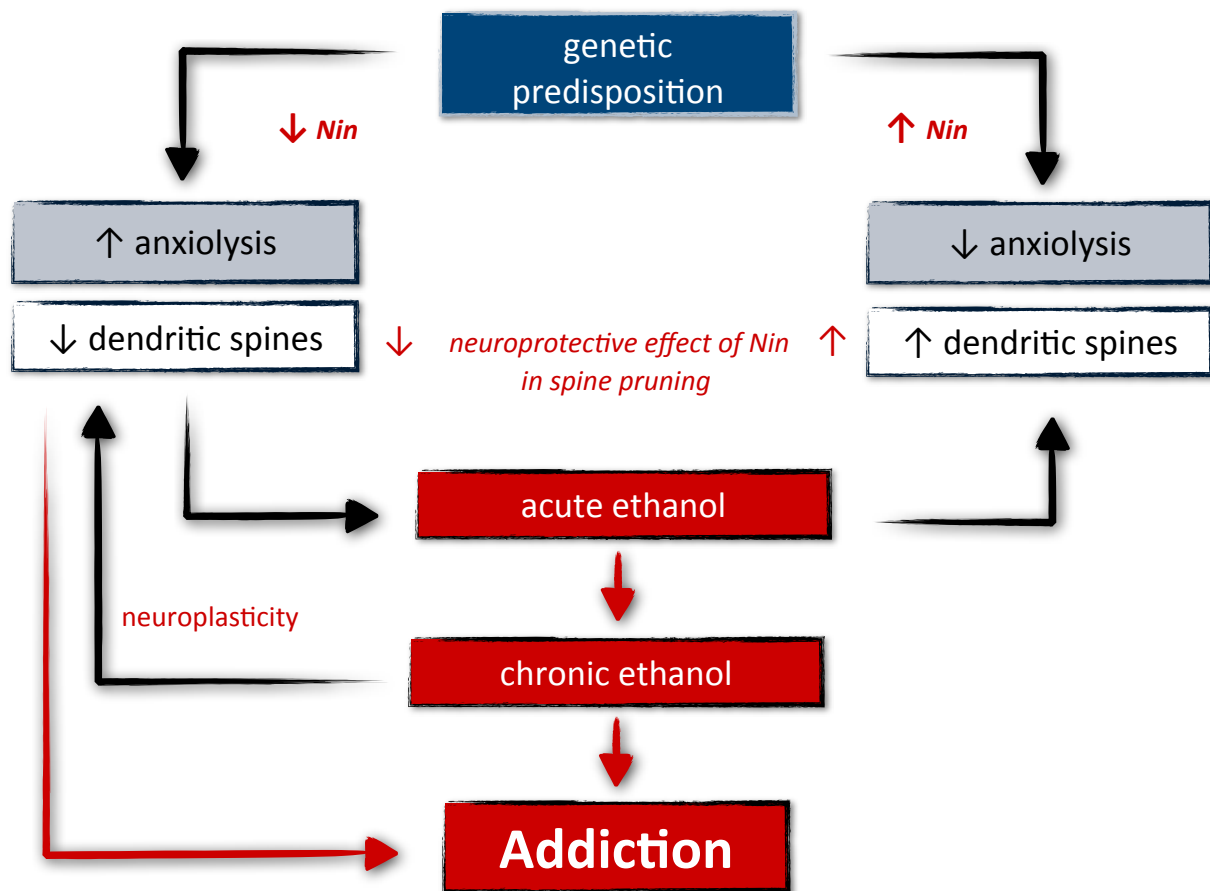 genetic
predisposition
↓ Nin
↑ Nin
↑ anxiolysis
↓ anxiolysis
↓ dendritic spines
↓ neuroprotective effect of Nin ↑
in spine pruning
↑ dendritic spines
acute ethanol
neuroplasticity
chronic ethanol
Addiction